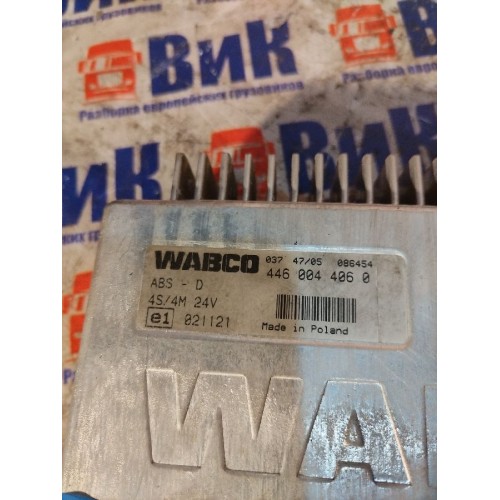 ВиК
Разборка европейских грузовиков
ВиК
WABCO 037 47/05 086454
446 004 406 0
ABS - D
4S/4M 24V
e1 021121 Made in Poland
WA